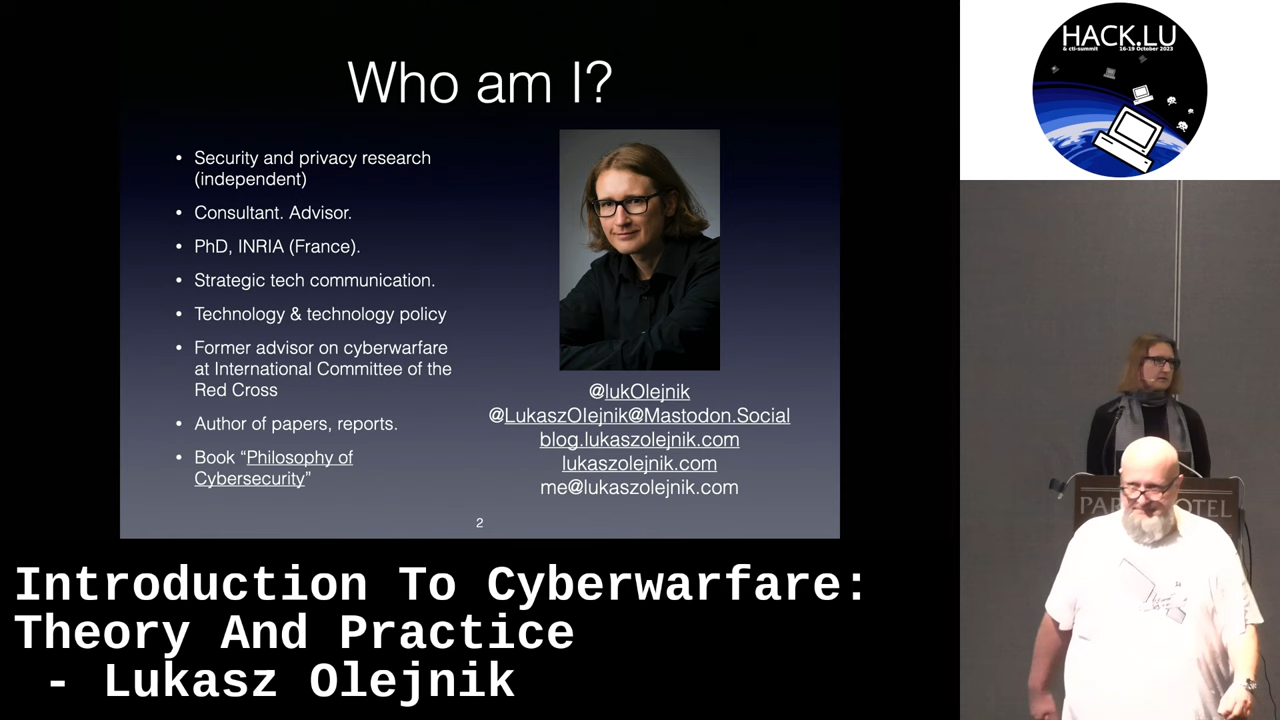 Who am I?
• Security and privacy research
(independent)
• Consultant. Advisor.
• PhD, INRIA (France).
• Strategic tech communication.
• Technology & technology policy
• Former advisor on cyberwarfare
at International Committee of the
Red Cross
• Author of papers, reports.
• Book “Philosophy of
Cybersecurity”
@lukOlejnik
@LukaszOlejnik@Mastodon.Social
blog.lukaszolejnik.com
lukaszolejnik.com
me@lukaszolejnik.com
2
HACK.LU
& cti-summit 16-19 October 2023
Introduction To Cyberwarfare:
Theory And Practice
- Lukasz Olejnik